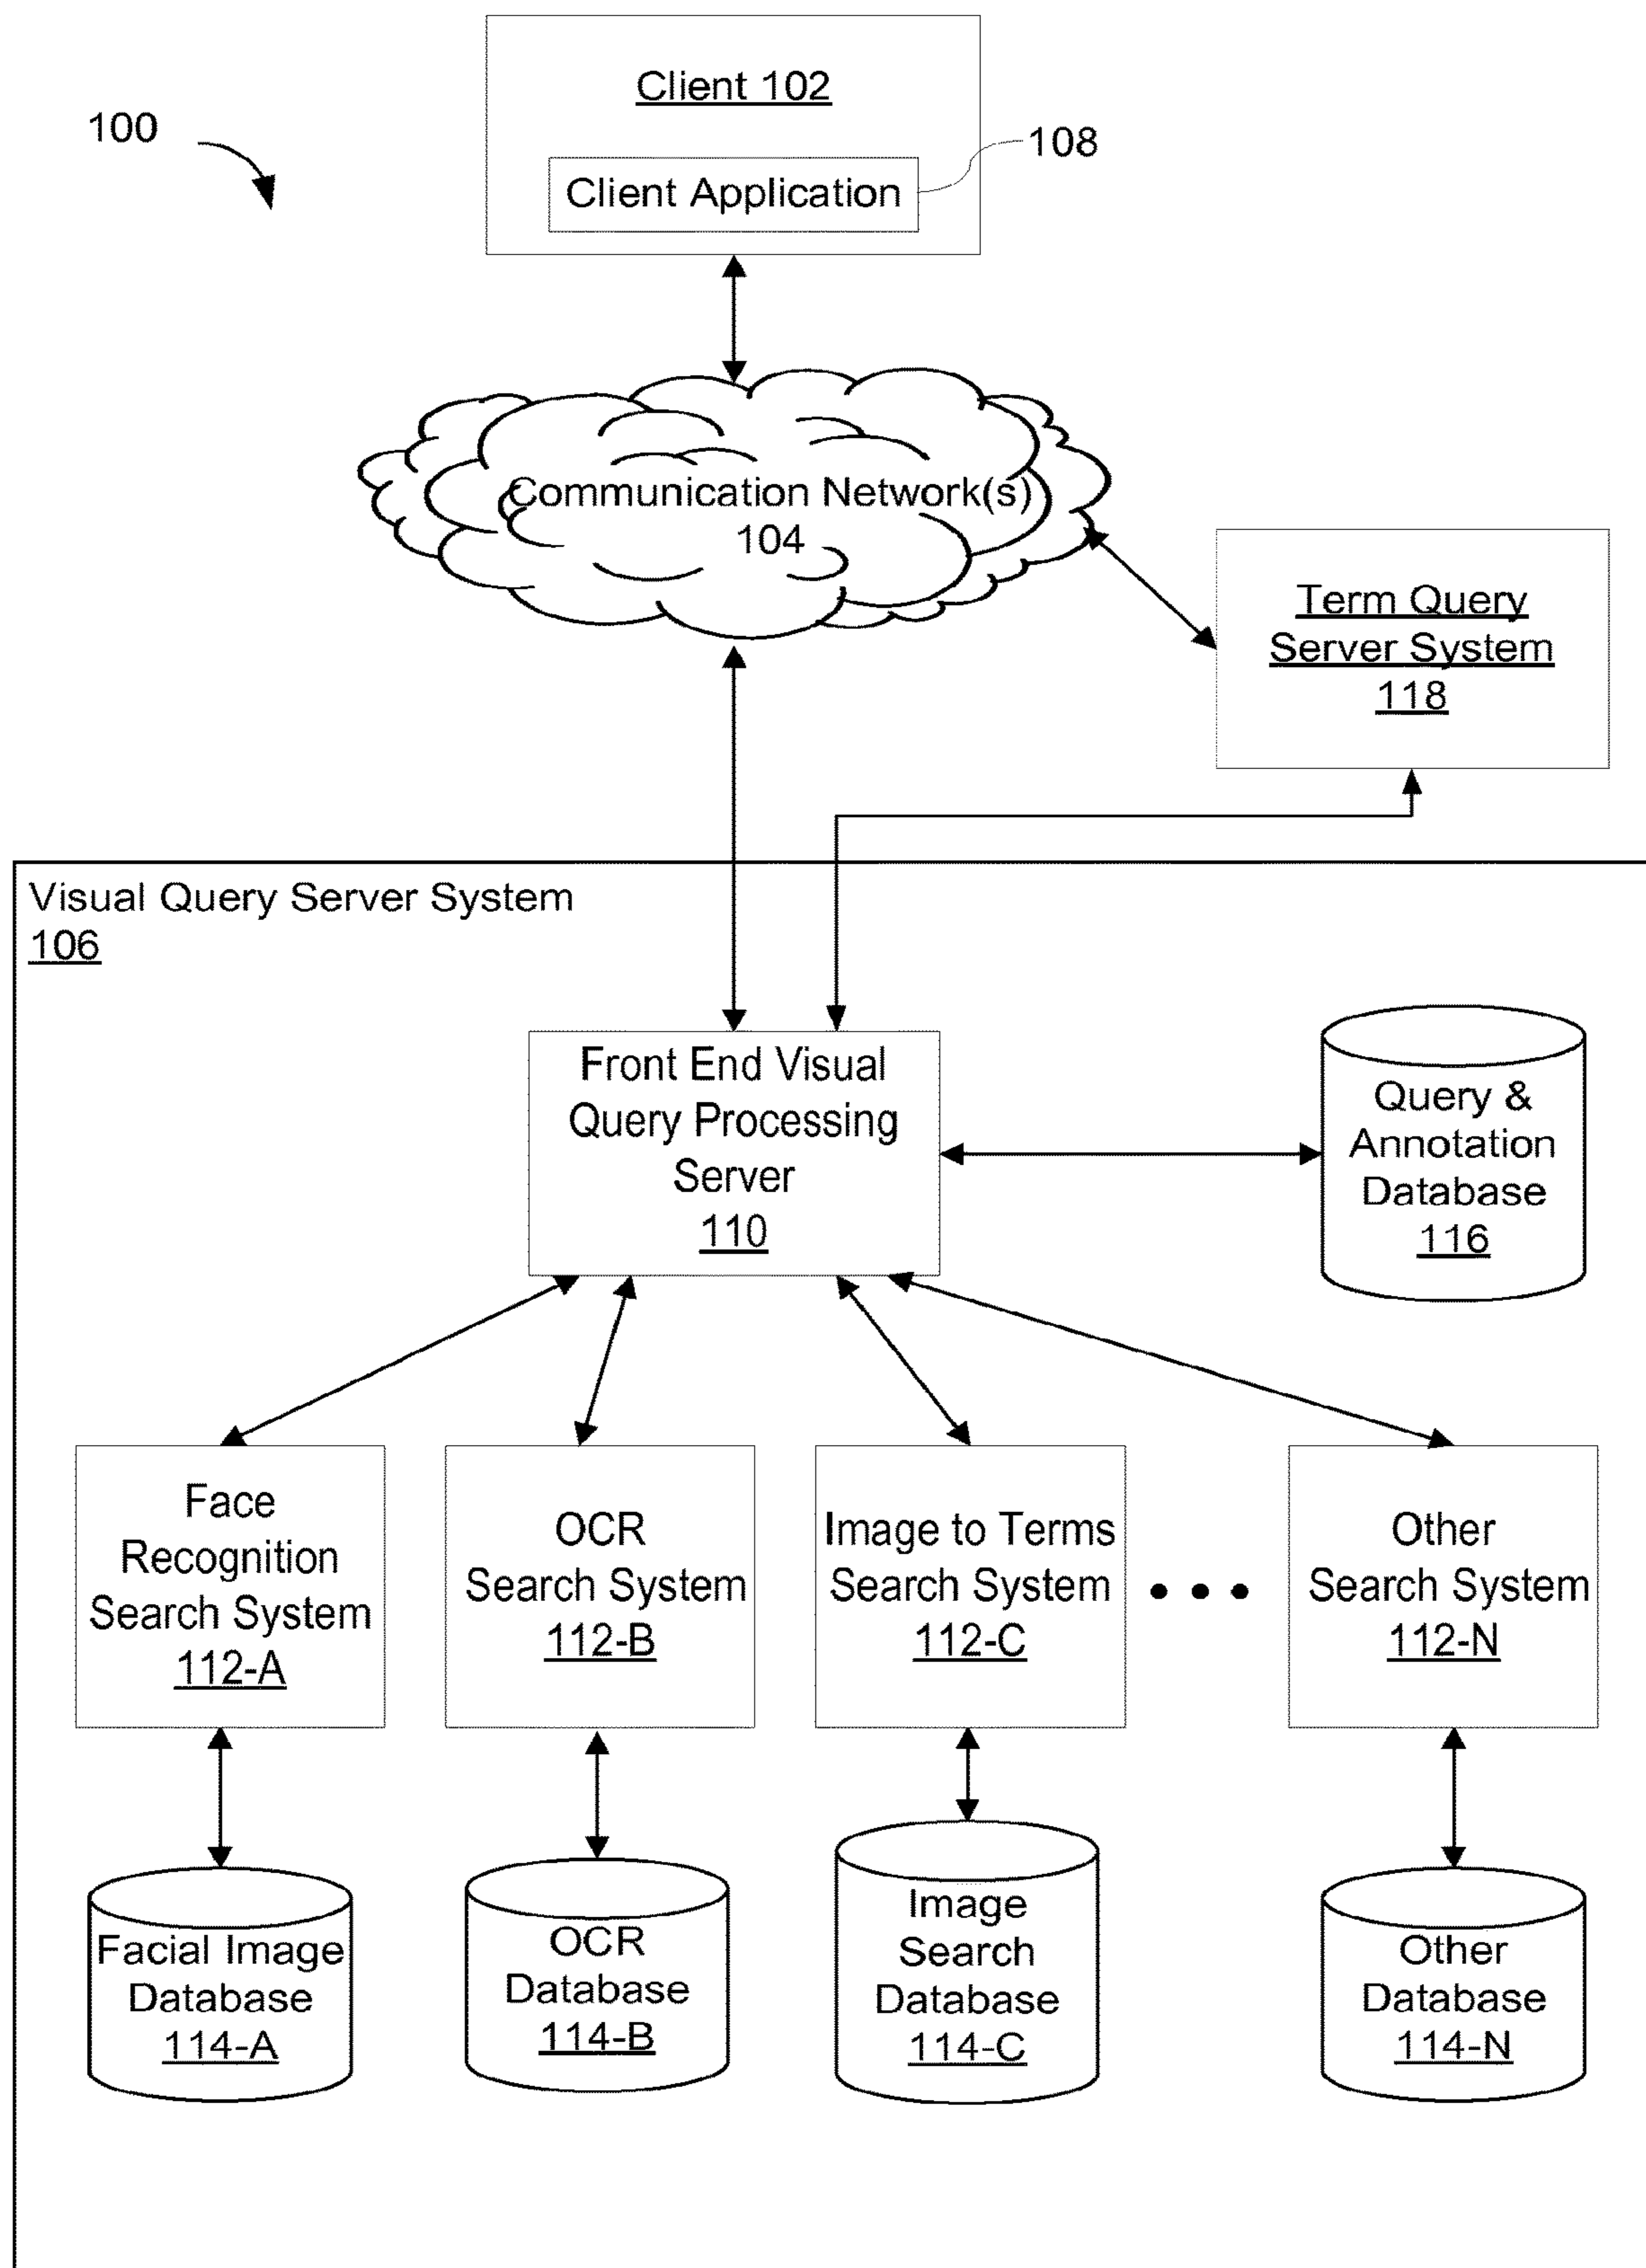 100
Client 102
108
Client Application
Communication Network(s)
104
Term Query
Server System
118
Visual Query Server System
106
Front End Visual
Query Processing
Server
110
Query &
Annotation
Database
116
Face
Recognition
Search System
112-A
OCR
Search System
112-B
Image to Terms
Search System
112-C
• • •
Other
Search System
112-N
Facial Image
Database
114-A
OCR
Database
114-B
Image
Search
Database
114-C
Other
Database
114-N